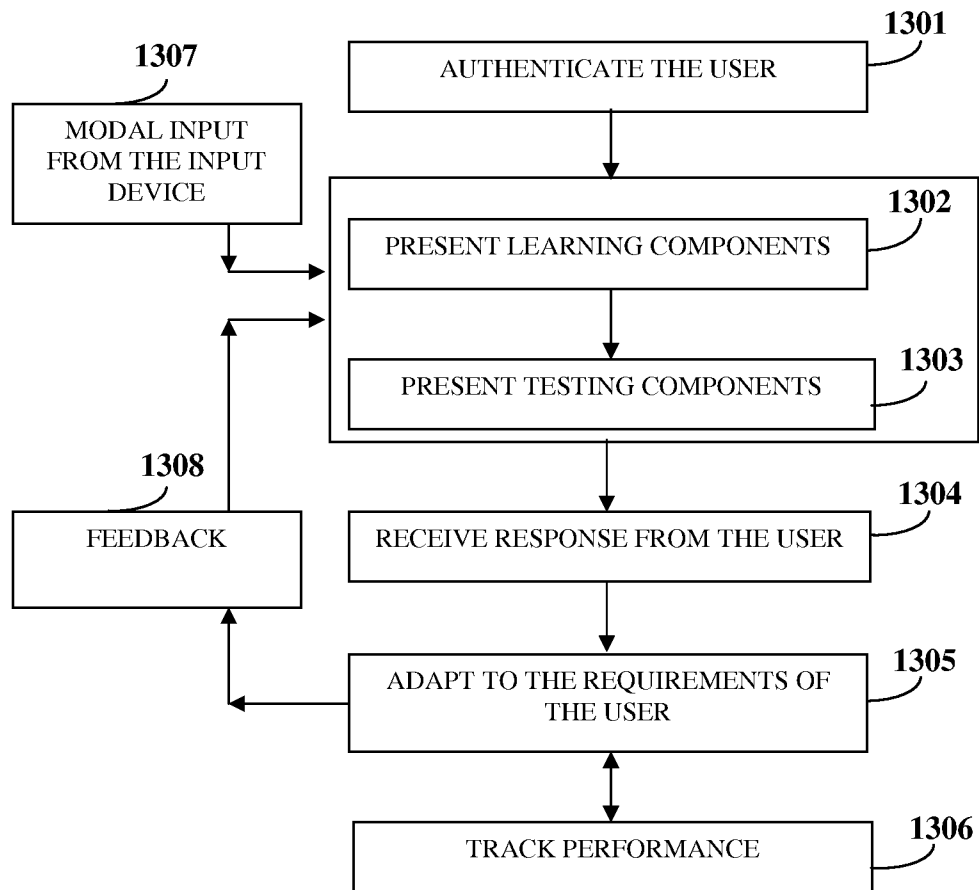 1301
AUTHENTICATE THE USER
1307
MODAL INPUT
FROM THE INPUT
DEVICE
1302
PRESENT LEARNING COMPONENTS
1303
PRESENT TESTING COMPONENTS
1308
FEEDBACK
1304
RECEIVE RESPONSE FROM THE USER
1305
ADAPT TO THE REQUIREMENTS OF
THE USER
1306
TRACK PERFORMANCE